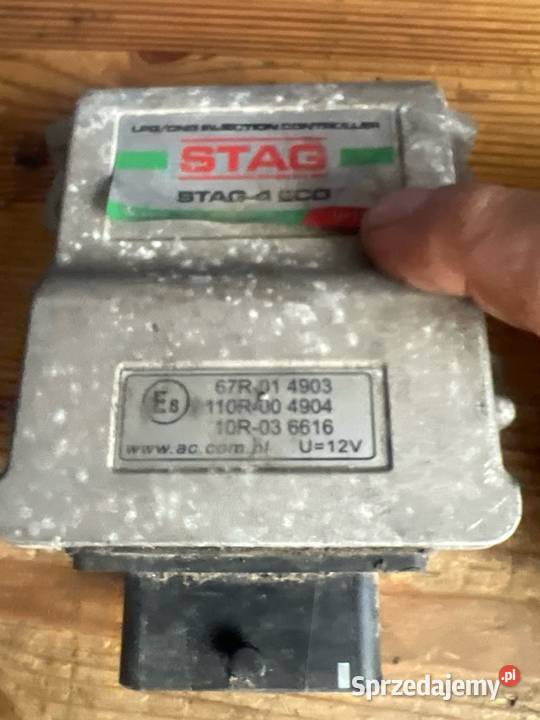 LPG/CNG INJECTION CONTROLLER
STAG
STAG-4 ECO
E8
67R-01 4903
110R-00 4904
10R-03 6616
www.ac.com.pl U=12V
Sprzedajemy.pl